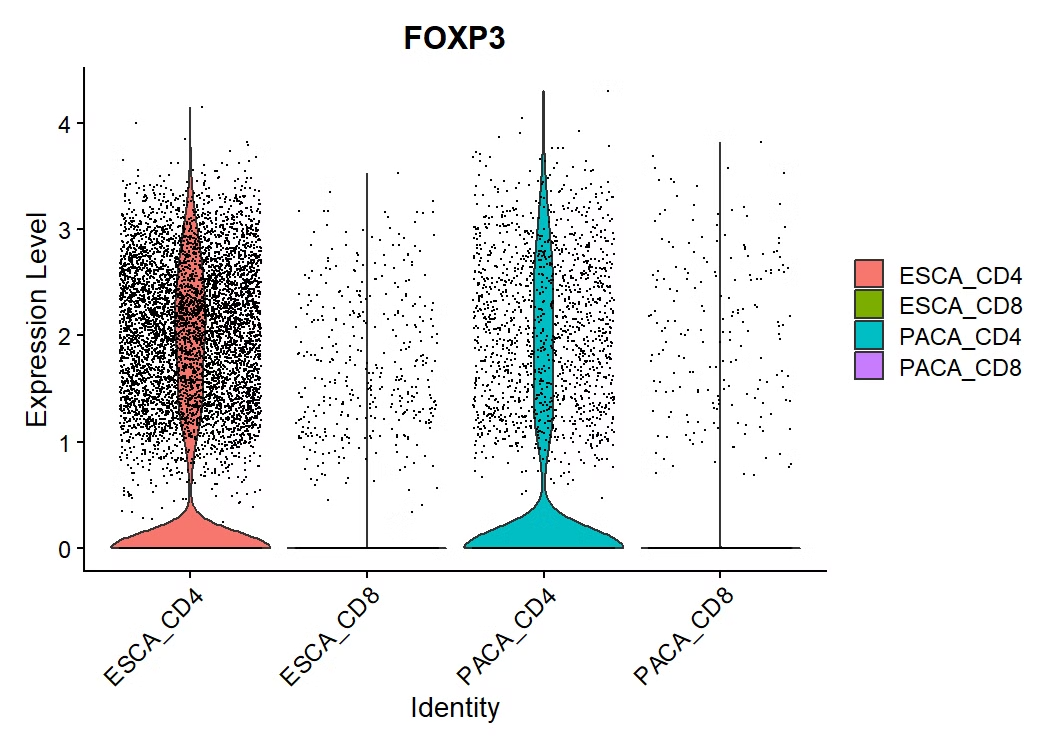 FOXP3
Expression Level
4
3
2
1
0
ESCA_CD4
ESCA_CD8
PACA_CD4
PACA_CD8
Identity
ESCA_CD4
ESCA_CD8
PACA_CD4
PACA_CD8